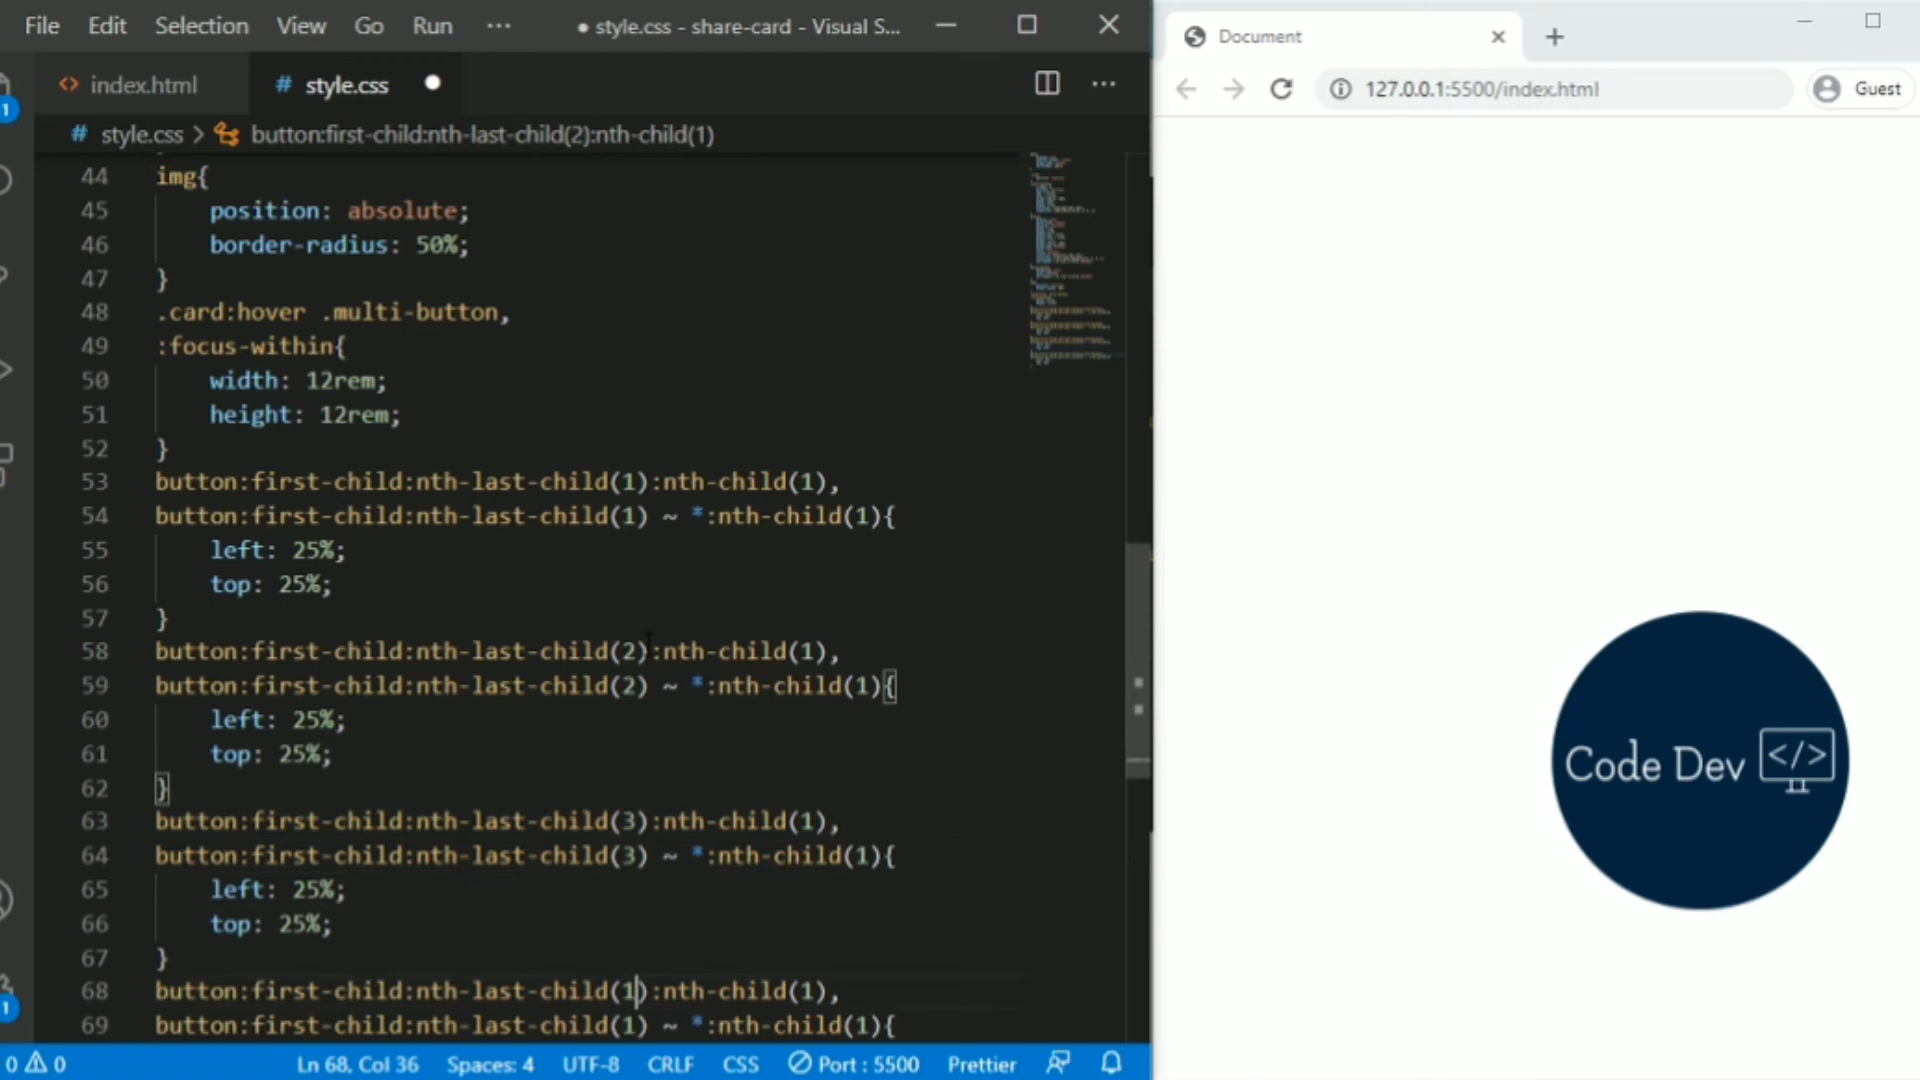 File Edit Selection View Go Run ···
● style.css - share-card - Visual S...
<> index.html
# style.css ●
# style.css > button:first-child:nth-last-child(2):nth-child(1)
44 img{
45 position: absolute;
46 border-radius: 50%;
47 }
48 .card:hover .multi-button,
49 :focus-within{
50 width: 12rem;
51 height: 12rem;
52 }
53 button:first-child:nth-last-child(1):nth-child(1),
54 button:first-child:nth-last-child(1) ~ *:nth-child(1){
55 left: 25%;
56 top: 25%;
57 }
58 button:first-child:nth-last-child(2):nth-child(1),
59 button:first-child:nth-last-child(2) ~ *:nth-child(1){
60 left: 25%;
61 top: 25%;
62 }
63 button:first-child:nth-last-child(3):nth-child(1),
64 button:first-child:nth-last-child(3) ~ *:nth-child(1){
65 left: 25%;
66 top: 25%;
67 }
68 button:first-child:nth-last-child(1):nth-child(1),
69 button:first-child:nth-last-child(1) ~ *:nth-child(1){
1
1
0 0 Ln 68, Col 36 Spaces: 4 UTF-8 CRLF CSS Port : 5500 Prettier
Document
127.0.0.1:5500/index.html
Guest
Code Dev </>